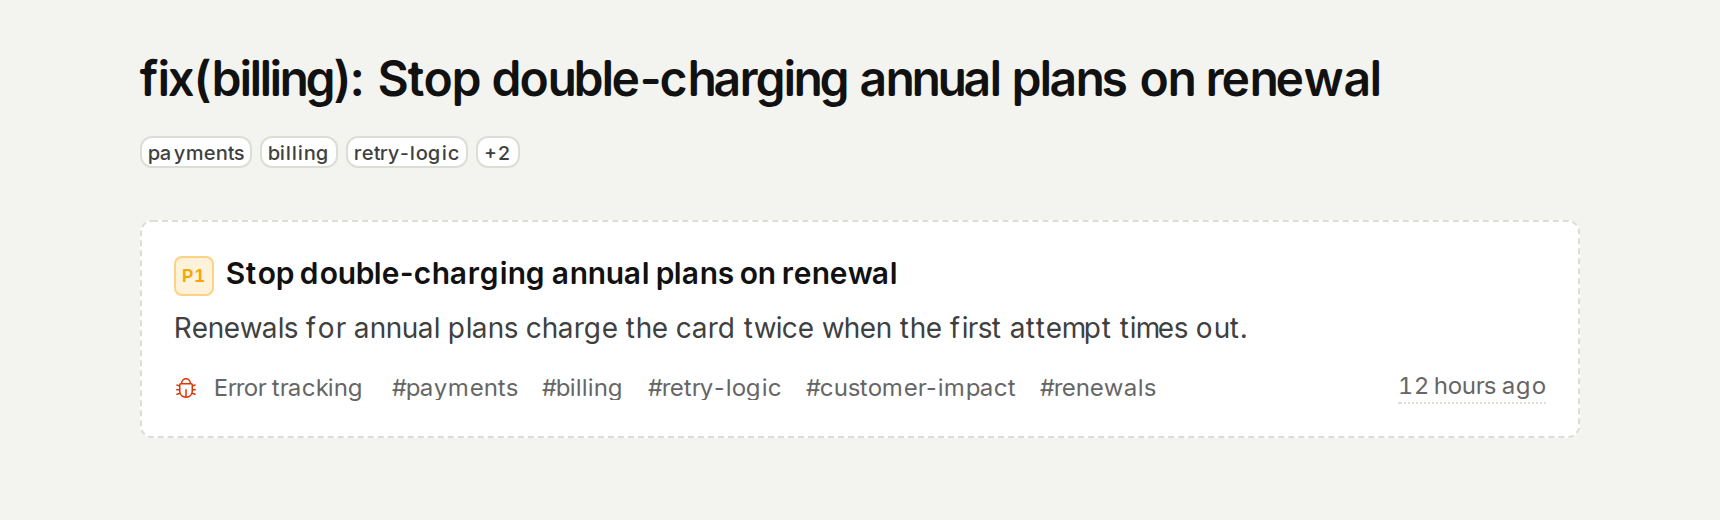 fix(billing): Stop double-charging annual plans on renewal
payments billing retry-logic +2
P1 Stop double-charging annual plans on renewal
Renewals for annual plans charge the card twice when the first attempt times out.
Error tracking #payments #billing #retry-logic #customer-impact #renewals 12 hours ago